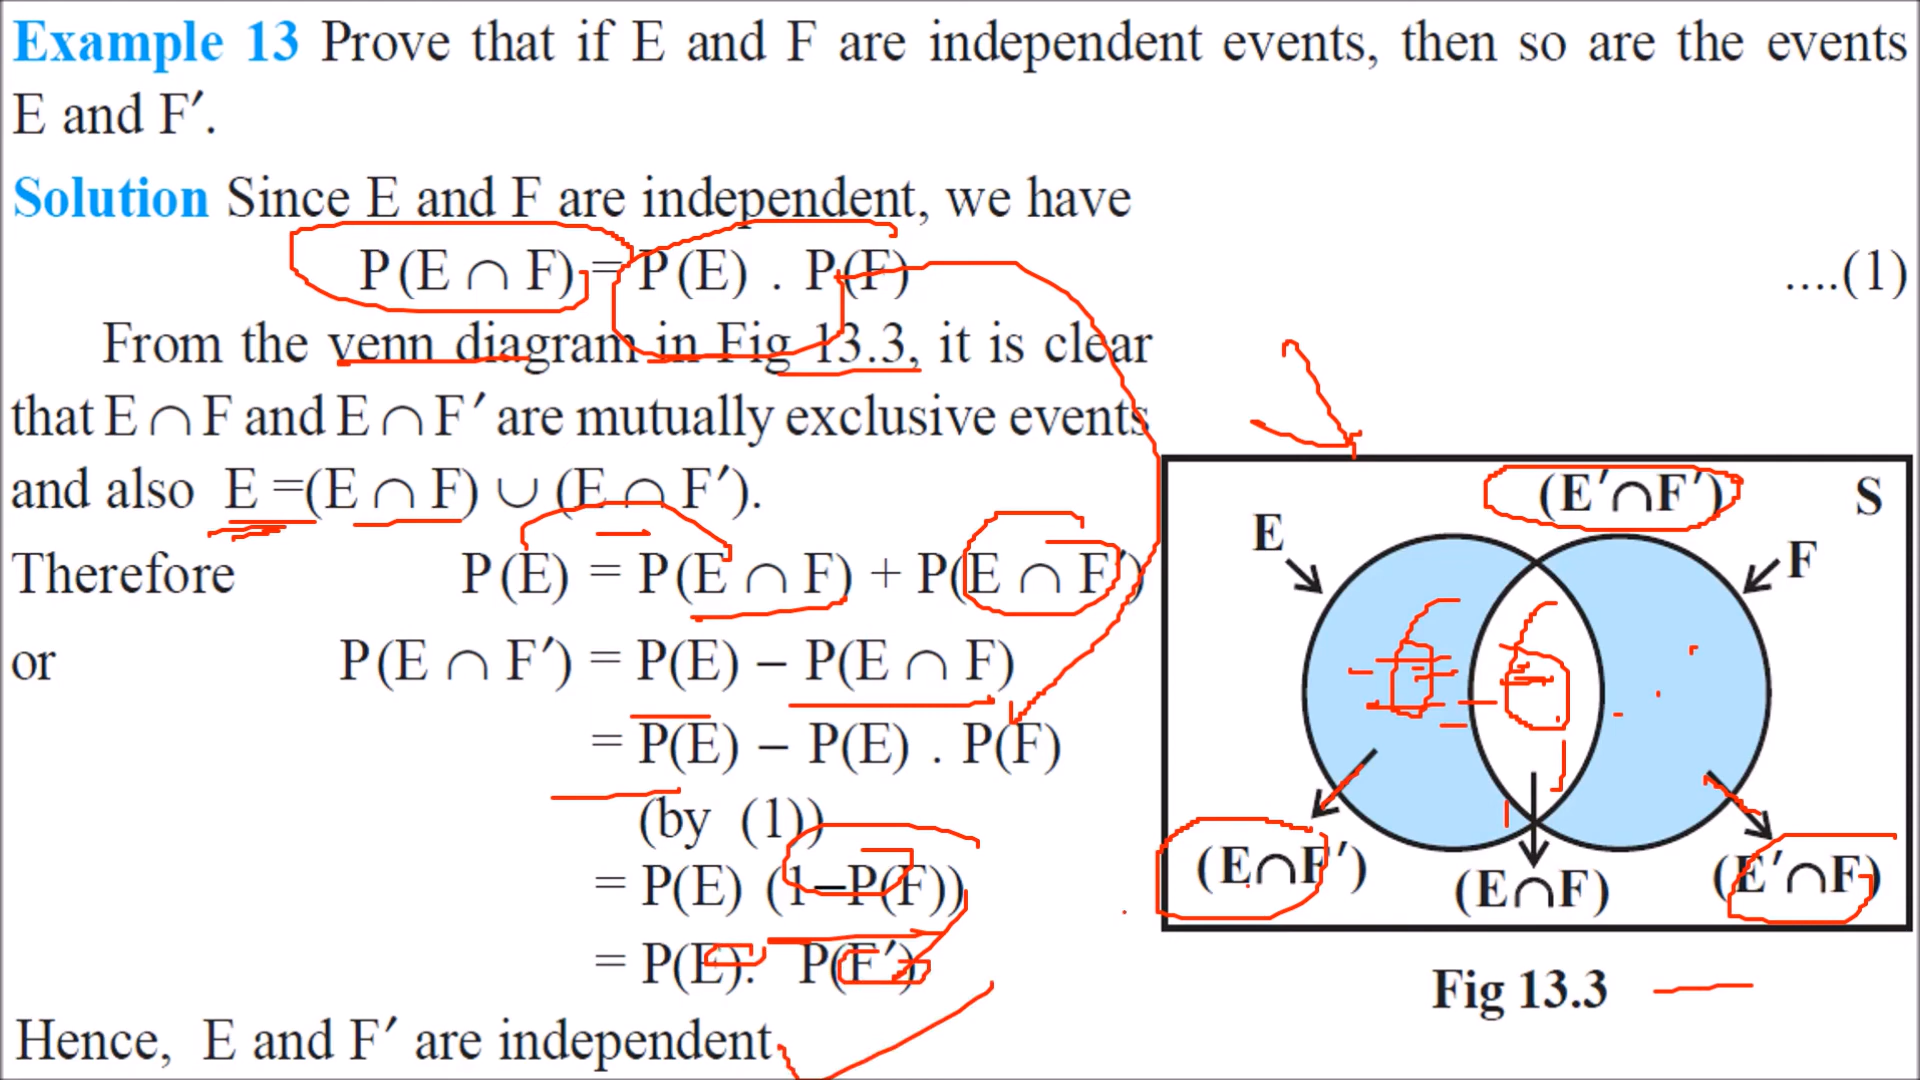 Example 13 Prove that if E and F are independent events, then so are the events
E and F′.
Solution Since E and F are independent, we have
P(E ∩ F) = P(E) . P(F) ....(1)
From the venn diagram in Fig 13.3, it is clear
that E ∩ F and E ∩ F′ are mutually exclusive events
and also E =(E ∩ F) ∪ (E ∩ F′).
Therefore P(E) = P(E ∩ F) + P(E ∩ F′)
or P(E ∩ F′) = P(E) − P(E ∩ F)
= P(E) − P(E) . P(F)
(by (1))
= P(E) (1−P(F))
= P(E). P(F′)
Hence, E and F′ are independent
(E′∩F′) S
E
F
(E∩F′)
(E∩F)
(E′∩F)
Fig 13.3